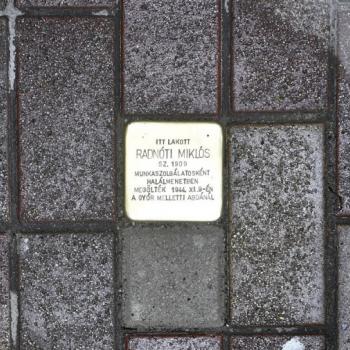 ITT LAKOTT
RADNÓTI MIKLÓS
SZ. 1909
MUNKASZOLGÁLATOSKÉNT
HALÁLMENETBEN
MEGÖLTÉK 1944. XI. 9-ÉN
A GYŐR MELLETTI ABDÁNÁL